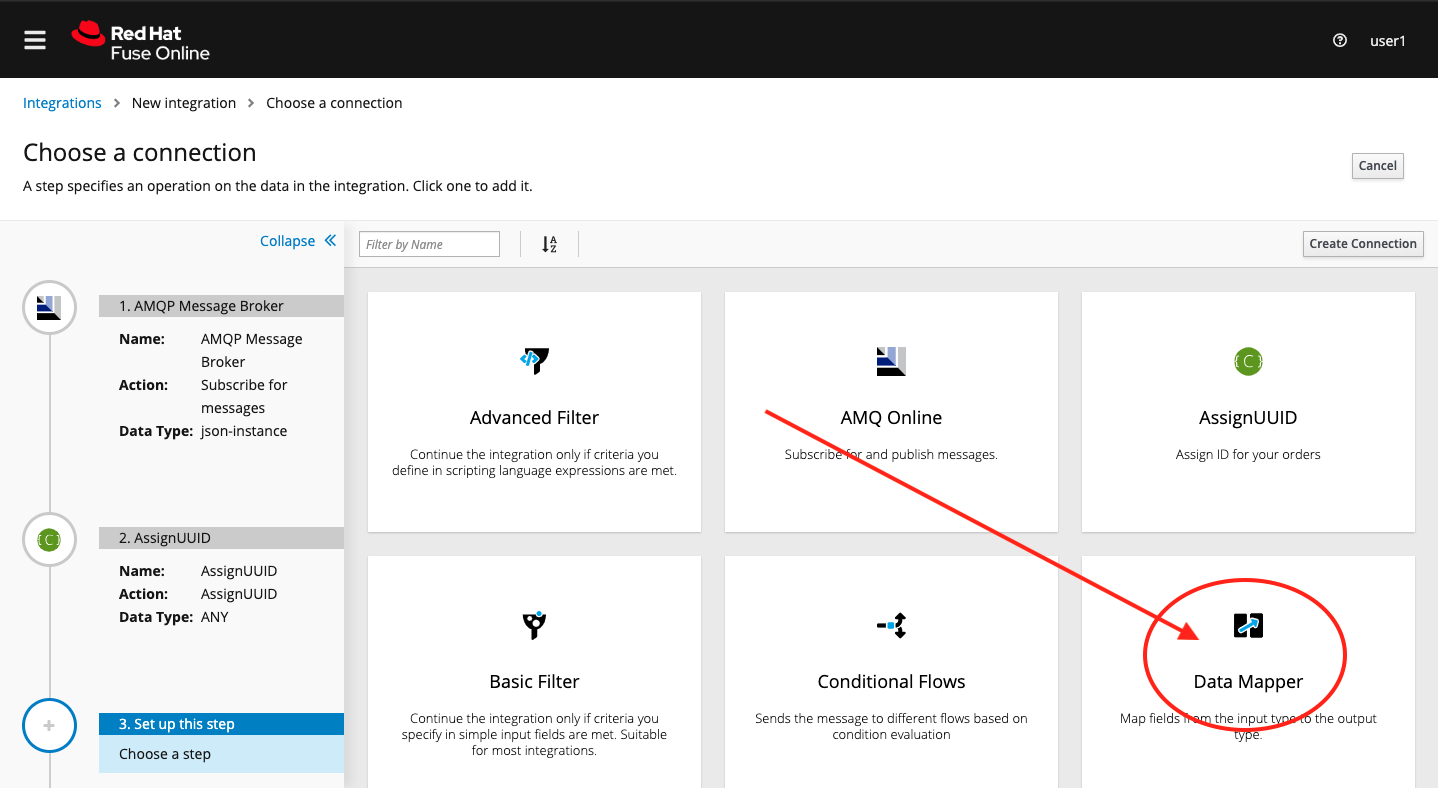 Red Hat
Fuse Online
user1
Integrations > New integration > Choose a connection
Choose a connection
A step specifies an operation on the data in the integration. Click one to add it.
Cancel
Collapse
Filter by Name
A
Z
Create Connection
1. AMQP Message Broker
Name: AMQP Message
Broker
Action: Subscribe for
messages
Data Type: json-instance
2. AssignUUID
Name: AssignUUID
Action: AssignUUID
Data Type: ANY
3. Set up this step
Choose a step
Advanced Filter
Continue the integration only if criteria you
define in scripting language expressions are met.
AMQ Online
Subscribe for and publish messages.
C
AssignUUID
Assign ID for your orders
Basic Filter
Continue the integration only if criteria you
specify in simple input fields are met. Suitable
for most integrations.
Conditional Flows
Sends the message to different flows based on
condition evaluation
Data Mapper
Map fields from the input type to the output
type.